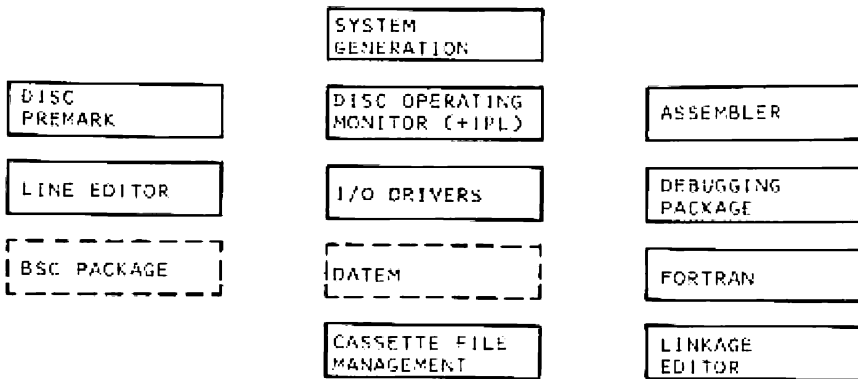 SYSTEM
GENERATION
DISC
PREMARK
DISC OPERATING
MONITOR (+IPL)
ASSEMBLER
LINE EDITOR
I/O DRIVERS
DEBUGGING
PACKAGE
BSC PACKAGE
DATEM
FORTRAN
CASSETTE FILE
MANAGEMENT
LINKAGE
EDITOR